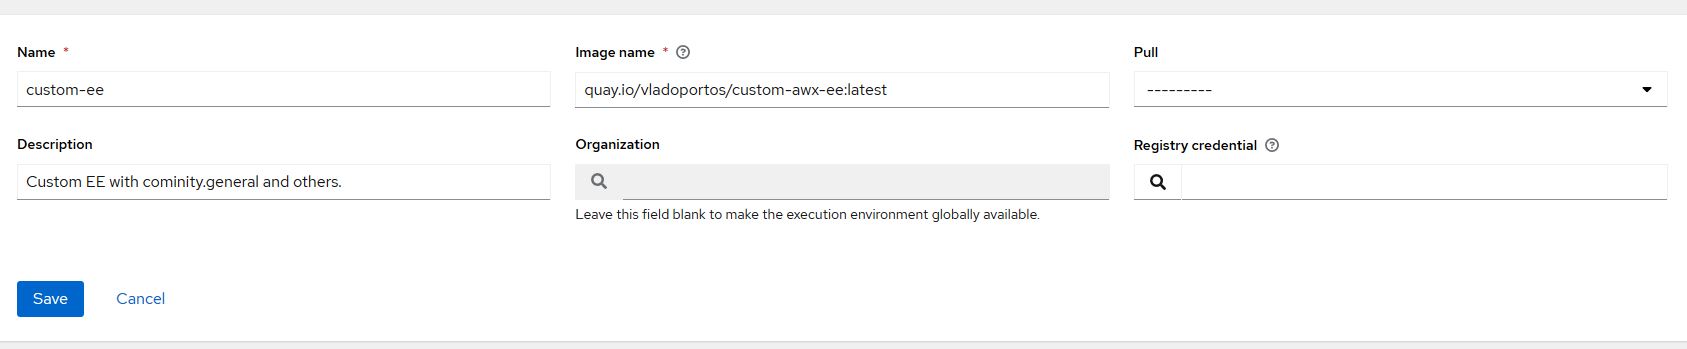 Name *
custom-ee
Image name *
quay.io/vladoportos/custom-awx-ee:latest
Pull
---------
Description
Custom EE with cominity.general and others.
Organization
Leave this field blank to make the execution environment globally available.
Registry credential
Save
Cancel